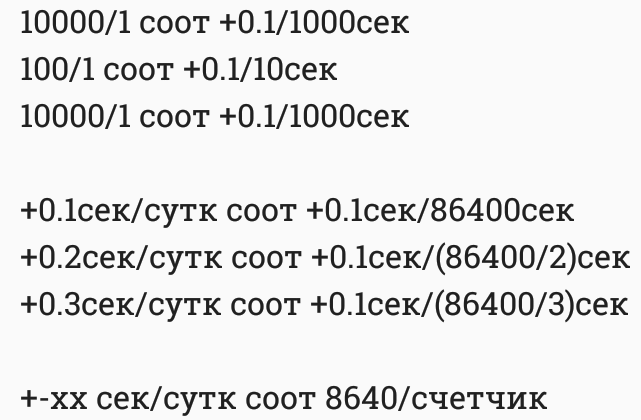 10000/1 соот +0.1/1000сек
100/1 соот +0.1/10сек
10000/1 соот +0.1/1000сек
+0.1сек/сутк соот +0.1сек/86400сек
+0.2сек/сутк соот +0.1сек/(86400/2)сек
+0.3сек/сутк соот +0.1сек/(86400/3)сек
+-xx сек/сутк соот 8640/счетчик